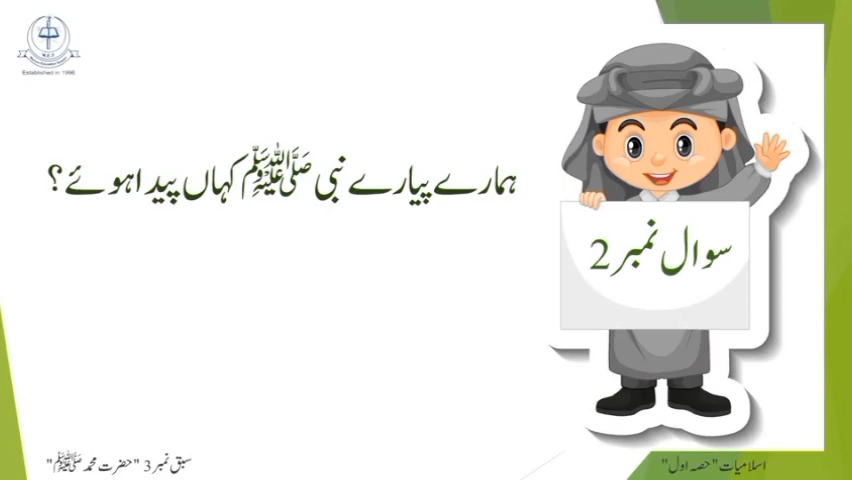 ہمارے پیارے نبی ﷺ کہاں پیدا ہوئے؟
سوال نمبر 2
Established in 1996
سبق نمبر 3 "حضرت محمد ﷺ"
اسلامیات "حصہ اول"